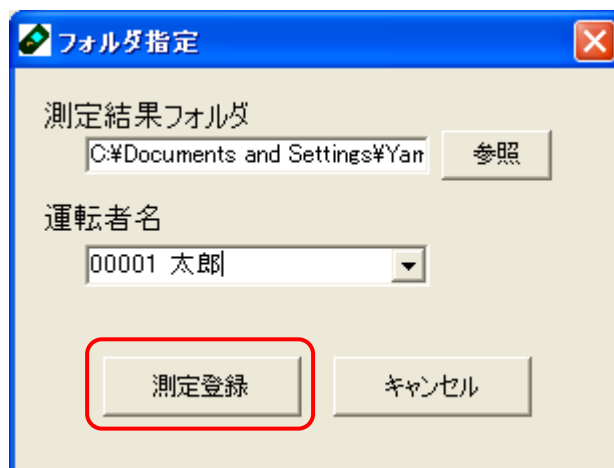 フォルダ指定
測定結果フォルダ
C:¥Documents and Settings¥Yam
参照
運転者名
00001 太郎
測定登録
キャンセル